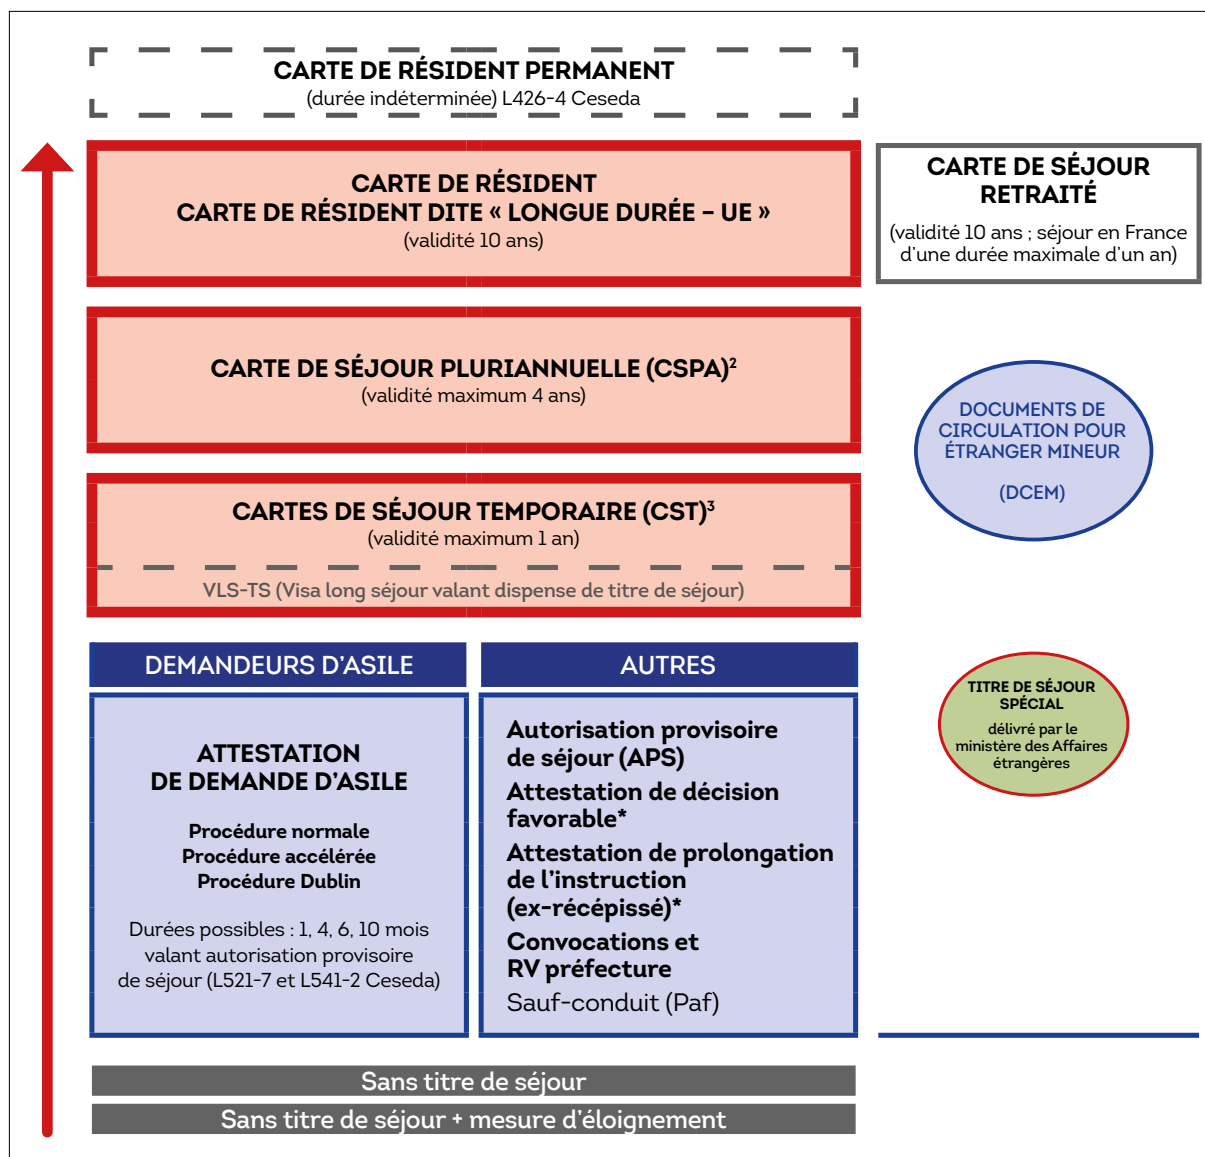 CARTE DE RÉSIDENT PERMANENT
(durée indéterminée) L426-4 Ceseda
CARTE DE RÉSIDENT
CARTE DE RÉSIDENT DITE « LONGUE DURÉE – UE »
(validité 10 ans)
CARTE DE SÉJOUR
RETRAITÉ
(validité 10 ans ; séjour en France
d’une durée maximale d’un an)
CARTE DE SÉJOUR PLURIANNUELLE (CSPA)²
(validité maximum 4 ans)
DOCUMENTS DE
CIRCULATION POUR
ÉTRANGER MINEUR
(DCEM)
CARTES DE SÉJOUR TEMPORAIRE (CST)³
(validité maximum 1 an)
VLS-TS (Visa long séjour valant dispense de titre de séjour)
DEMANDEURS D’ASILE
ATTESTATION
DE DEMANDE D’ASILE
Procédure normale
Procédure accélérée
Procédure Dublin
Durées possibles : 1, 4, 6, 10 mois
valant autorisation provisoire
de séjour (L521-7 et L541-2 Ceseda)
AUTRES
Autorisation provisoire
de séjour (APS)
Attestation de décision
favorable*
Attestation de prolongation
de l’instruction
(ex-récépissé)*
Convocations et
RV préfecture
Sauf-conduit (Paf)
TITRE DE SÉJOUR
SPÉCIAL
délivré par le
ministère des Affaires
étrangères
Sans titre de séjour
Sans titre de séjour + mesure d’éloignement